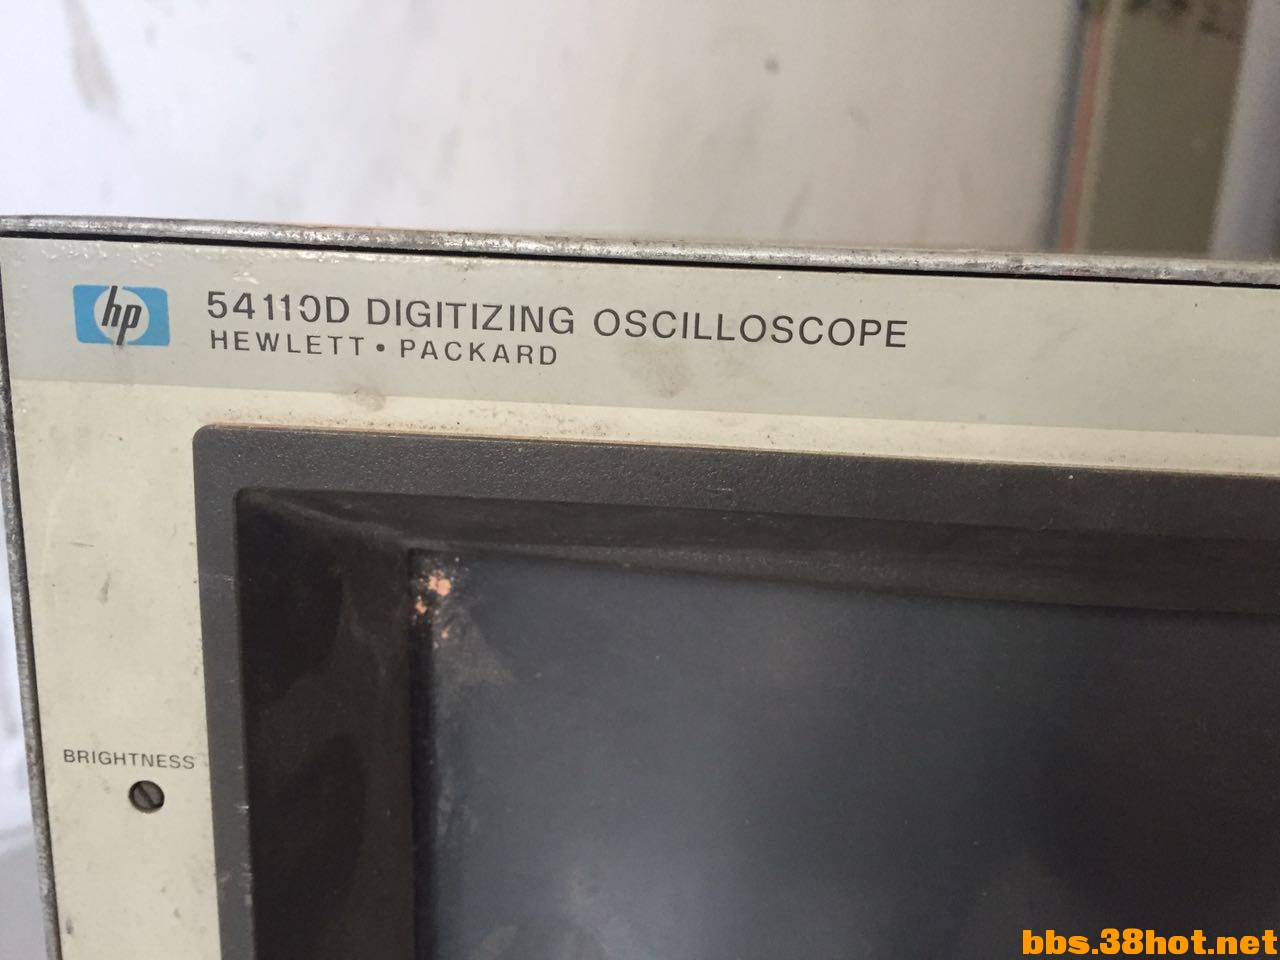 hp
54110D DIGITIZING OSCILLOSCOPE
HEWLETT • PACKARD
BRIGHTNESS
bbs.38hot.net